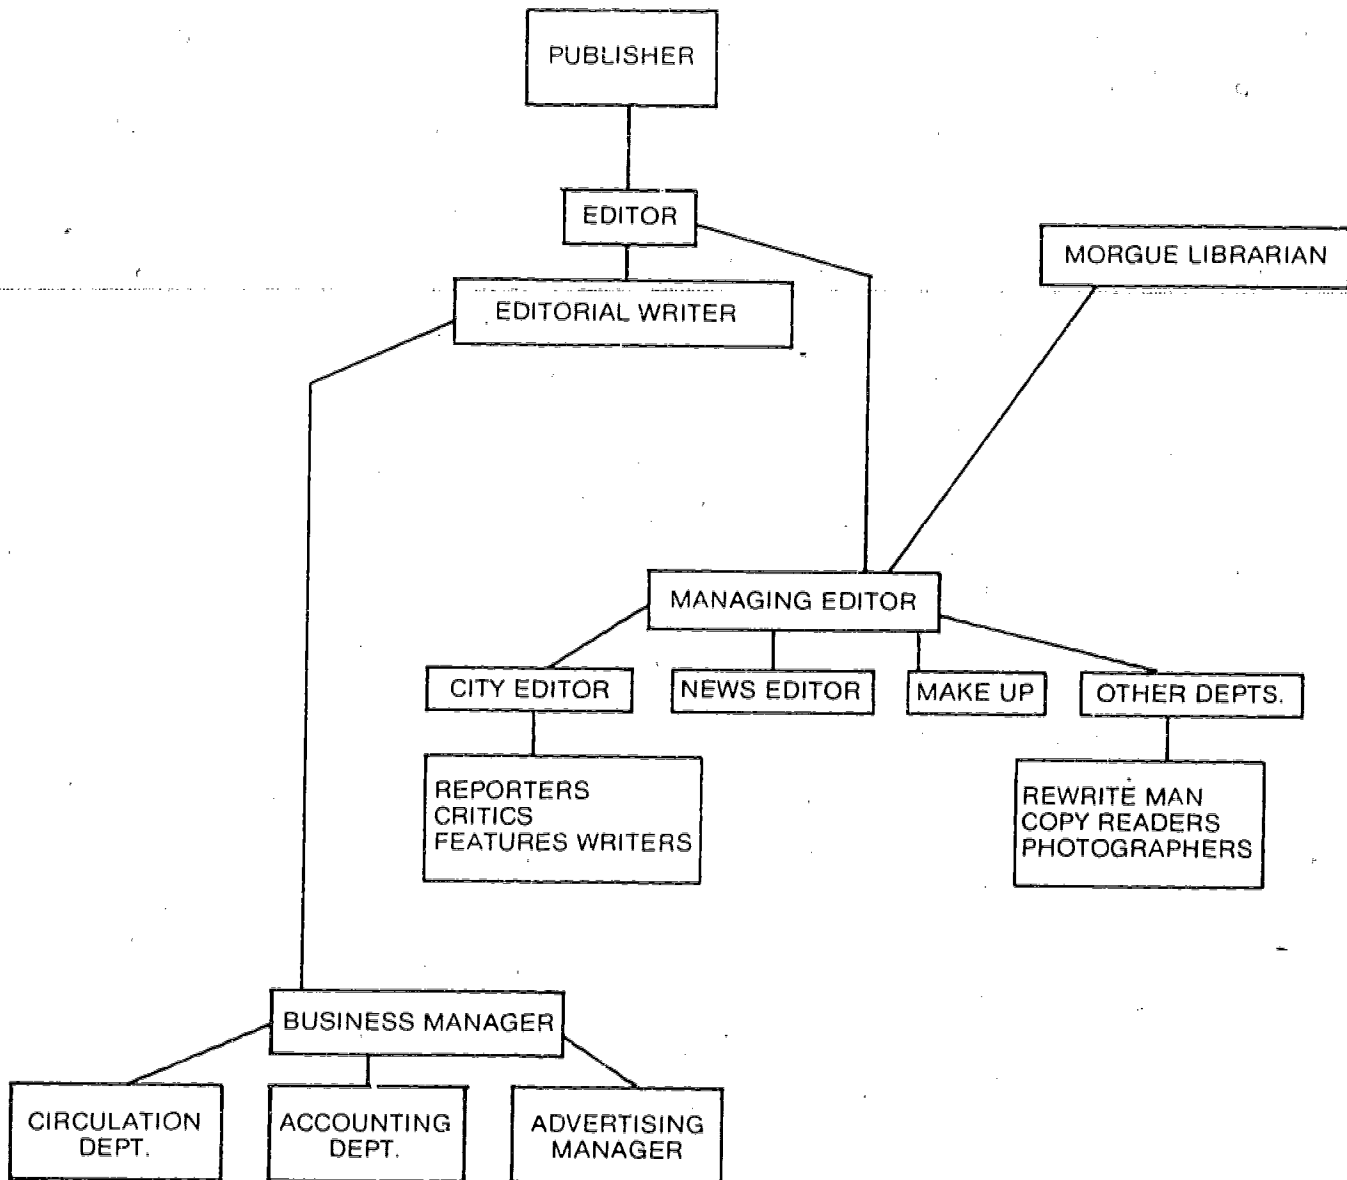 PUBLISHER
EDITOR
MORGUE LIBRARIAN
EDITORIAL WRITER
MANAGING EDITOR
CITY EDITOR
NEWS EDITOR
MAKE UP
OTHER DEPTS.
REPORTERS
CRITICS
FEATURES WRITERS
REWRITE MAN
COPY READERS
PHOTOGRAPHERS
BUSINESS MANAGER
CIRCULATION
DEPT.
ACCOUNTING
DEPT.
ADVERTISING
MANAGER